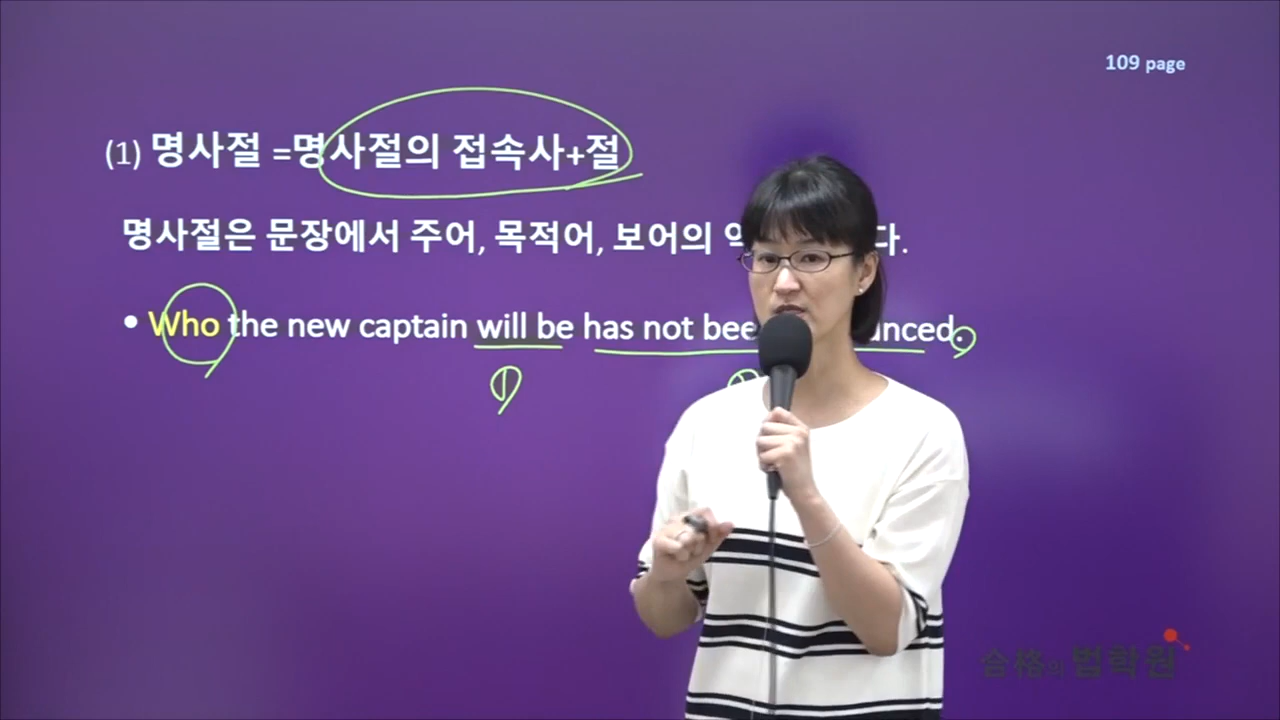 109 page
(1) 명사절 =명사절의 접속사+절
명사절은 문장에서 주어, 목적어, 보어의 다.
• Who the new captain will be has not
①
合格의 법학원